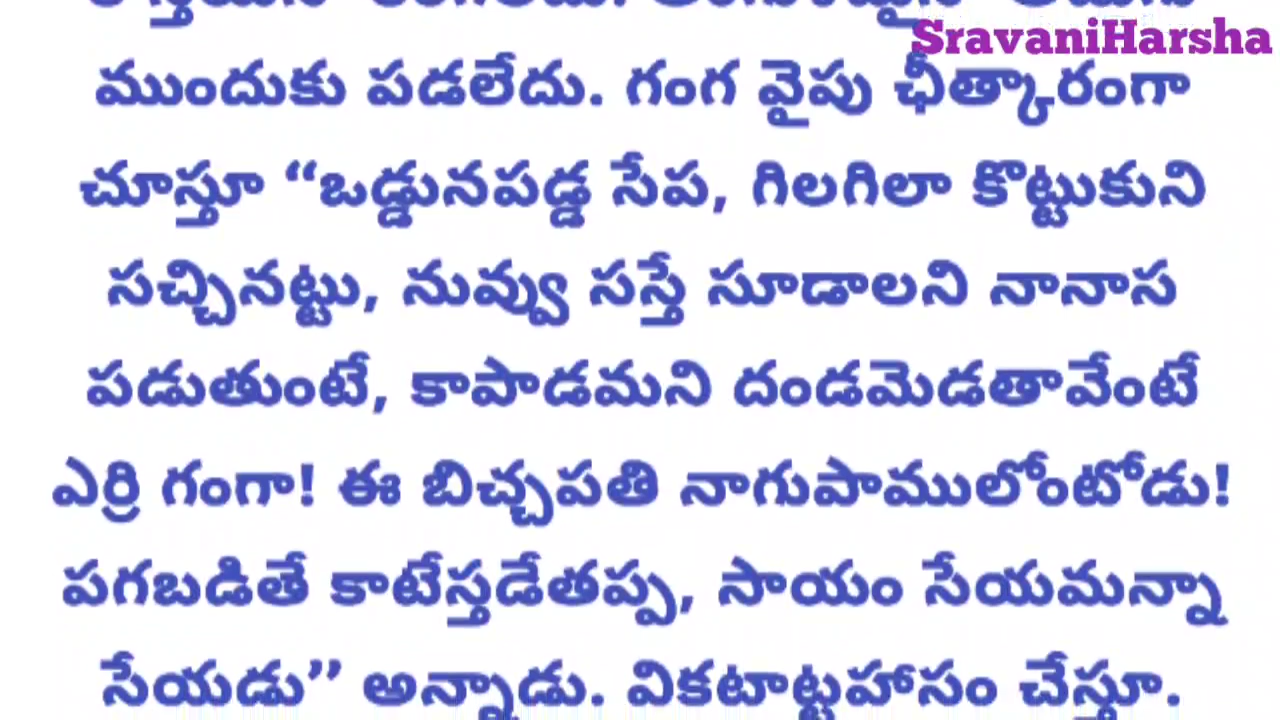 SravaniHarsha
ముందుకు పడలేదు. గంగ వైపు ఛీత్కారంగా
చూస్తూ “ఒడ్డునపడ్డ సేప, గిలగిలా కొట్టుకుని
సచ్చినట్టు, నువ్వు సస్తే సూడాలని నానాస
పడుతుంటే, కాపాడమని దండమెడతావేంటే
ఎర్రి గంగా! ఈ బిచ్చపతి నాగుపాములోంటోడు!
పగబడితే కాటేస్తడేతప్ప, సాయం సేయమన్నా
సేయడు” అన్నాడు. వికటాట్టహాసం చేస్తూ.